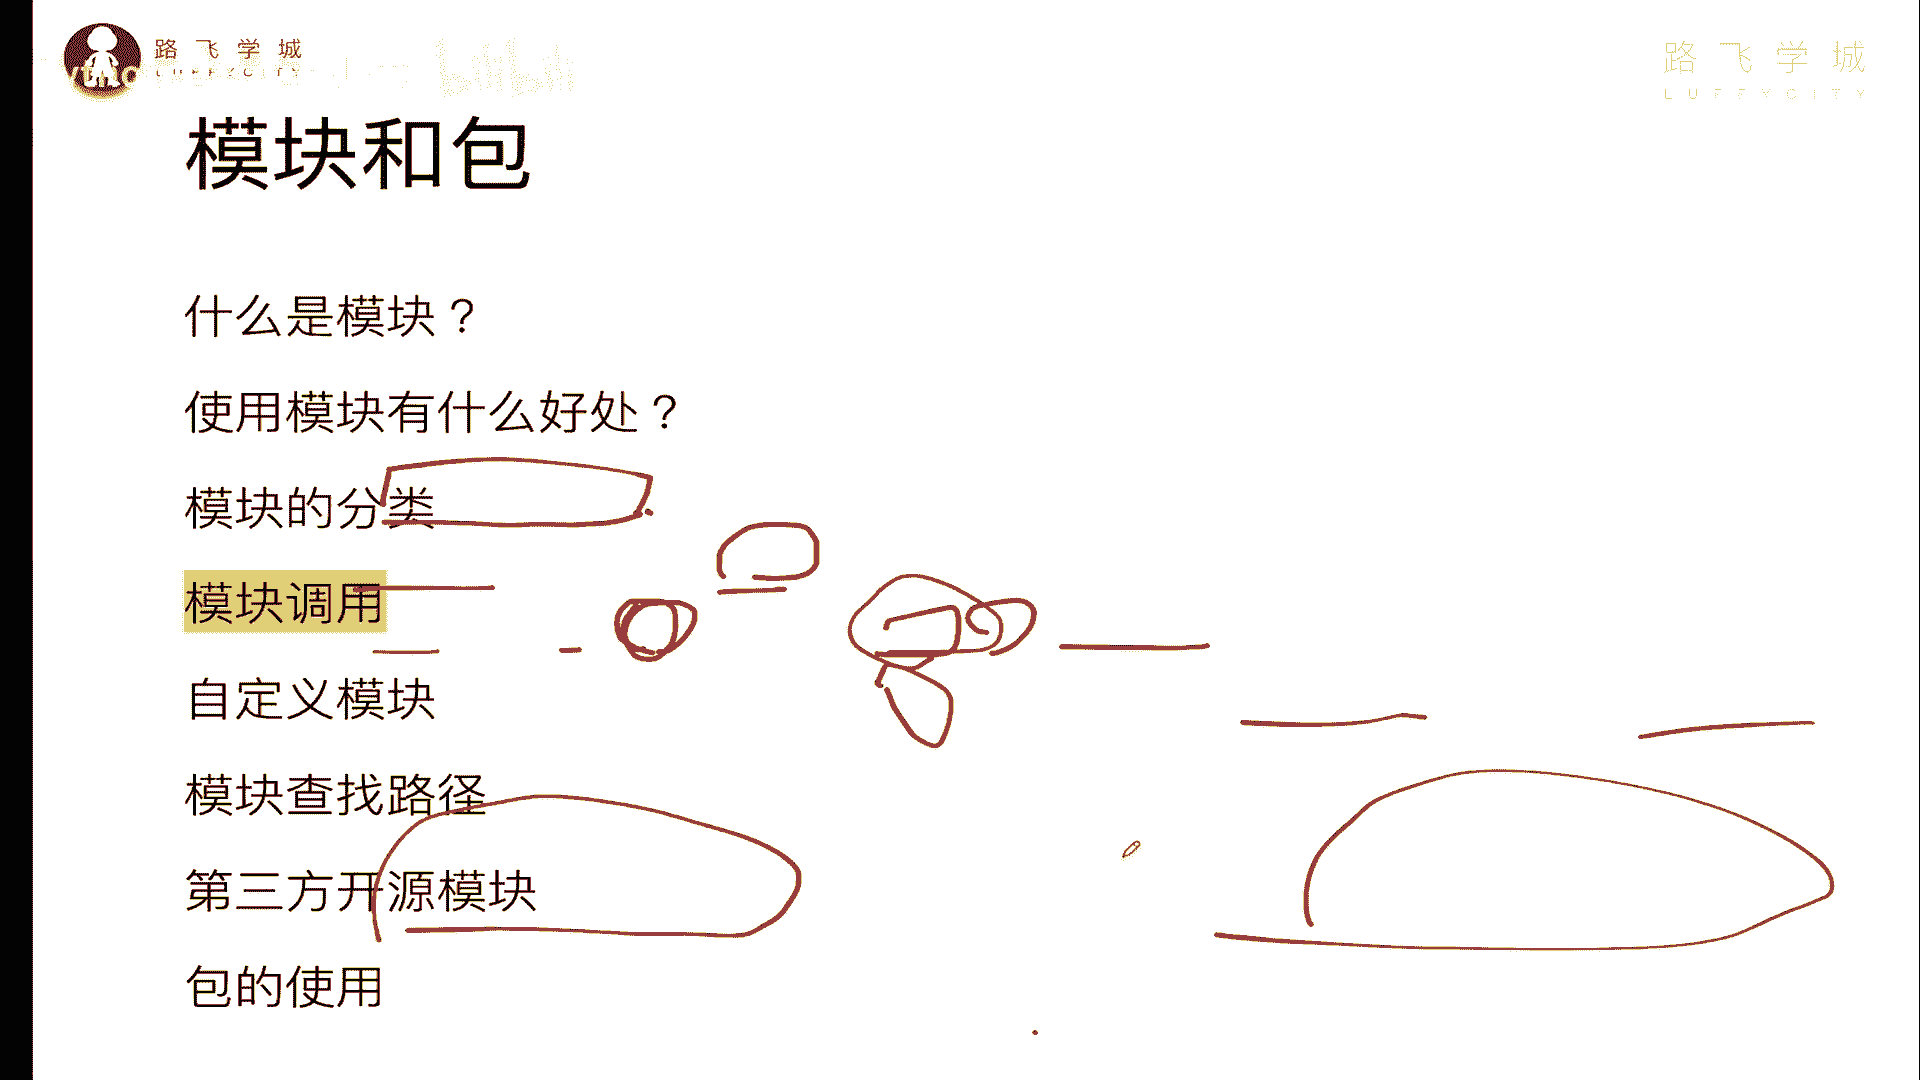 路飞学城
LUFFYCITY
bilibili
路飞学城
LUFFYCITY
模块和包
什么是模块？
使用模块有什么好处？
模块的分类
模块调用
自定义模块
模块查找路径
第三方开源模块
包的使用